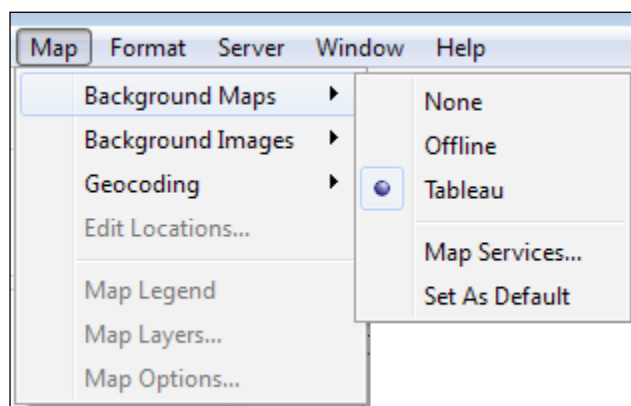 Map Format Server Window Help
Background Maps
Background Images
Geocoding
Edit Locations...
Map Legend
Map Layers...
Map Options...
None
Offline
Tableau
Map Services...
Set As Default